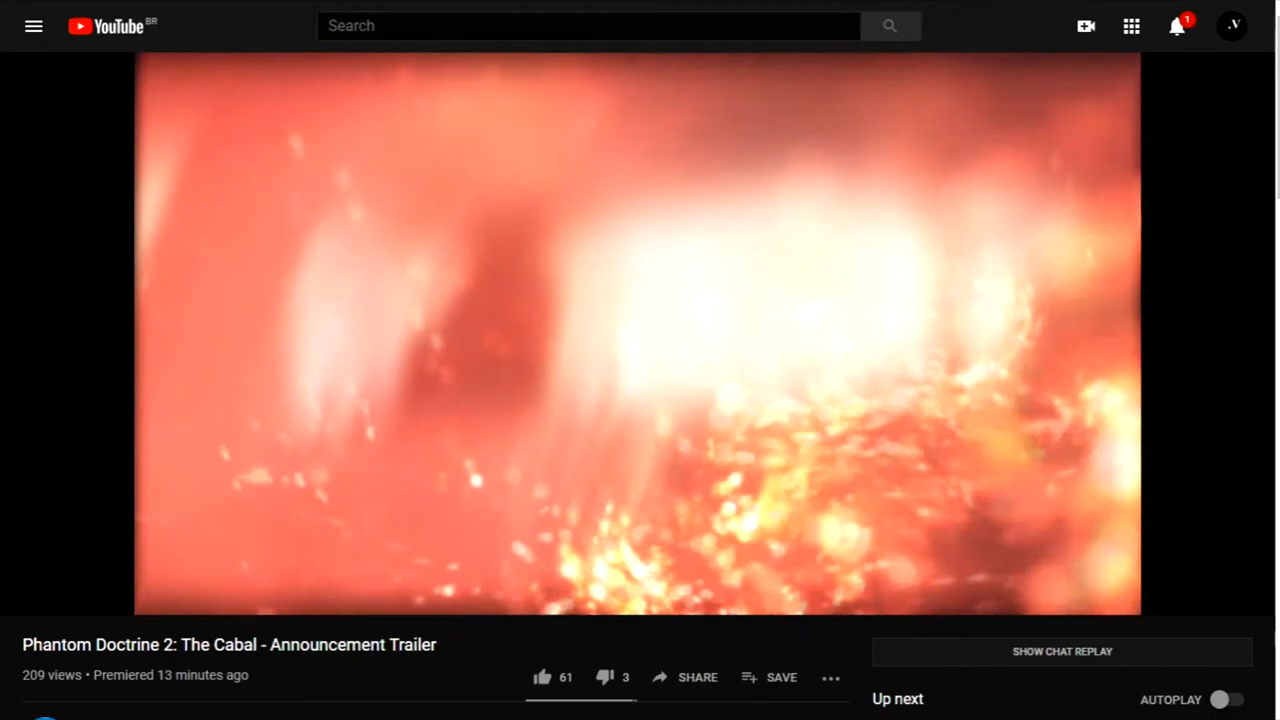 YouTube BR
Search
1
.V
Phantom Doctrine 2: The Cabal - Announcement Trailer
209 views • Premiered 13 minutes ago
61
3
SHARE
SAVE
SHOW CHAT REPLAY
Up next
AUTOPLAY